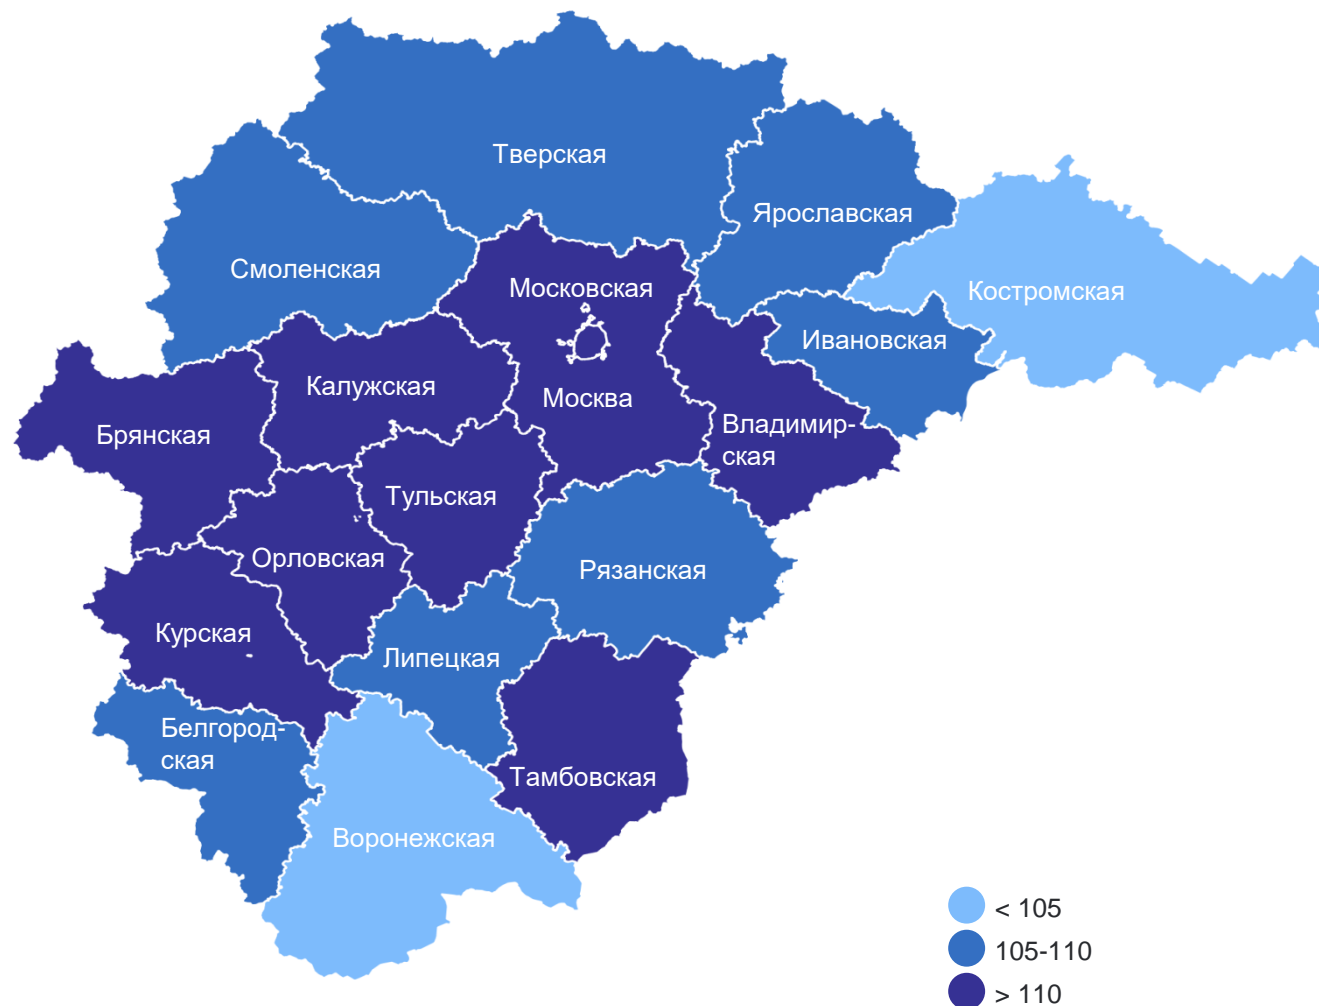 Тверская
Ярославская
Смоленская
Московская
Костромская
Ивановская
Калужская
Москва
Брянская
Владимир-
ская
Тульская
Орловская
Рязанская
Курская
Липецкая
Белгород-
ская
Тамбовская
Воронежская
< 105
105-110
> 110